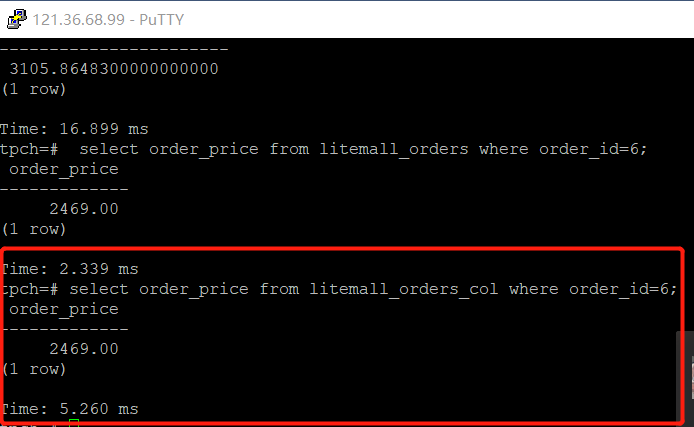 121.36.68.99 - PuTTY
-----------------------
3105.8648300000000000
(1 row)
Time: 16.899 ms
tpch=#  select order_price from litemall_orders where order_id=6;
order_price
-------------
2469.00
(1 row)
Time: 2.339 ms
tpch=# select order_price from litemall_orders_col where order_id=6;
order_price
-------------
2469.00
(1 row)
Time: 5.260 ms